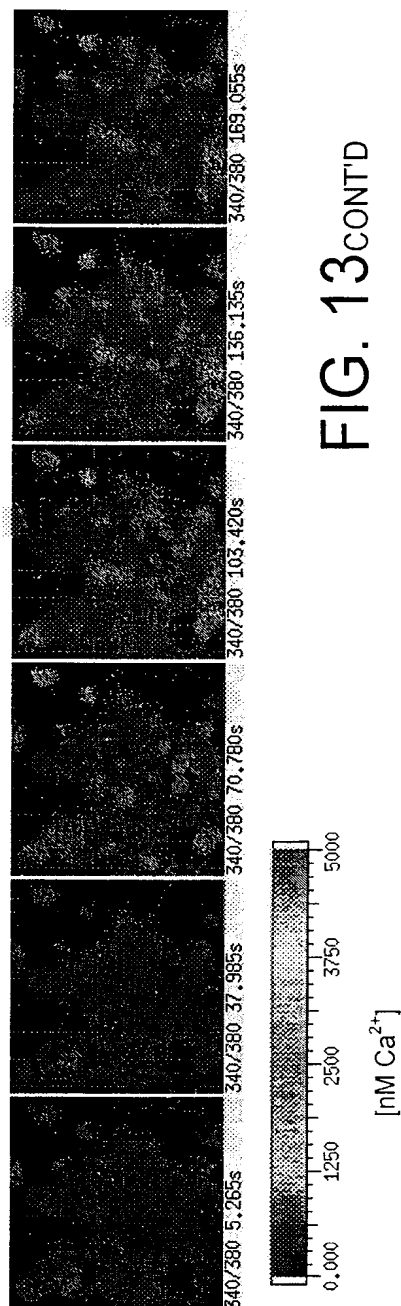 340/380 5.265s
340/380 37.985s
340/380 70.780s
340/380 103.420s
340/380 136.135s
340/380 169.055s
0.000 1250 2500 3750 5000
[nM Ca²⁺]
FIG. 13CONT'D